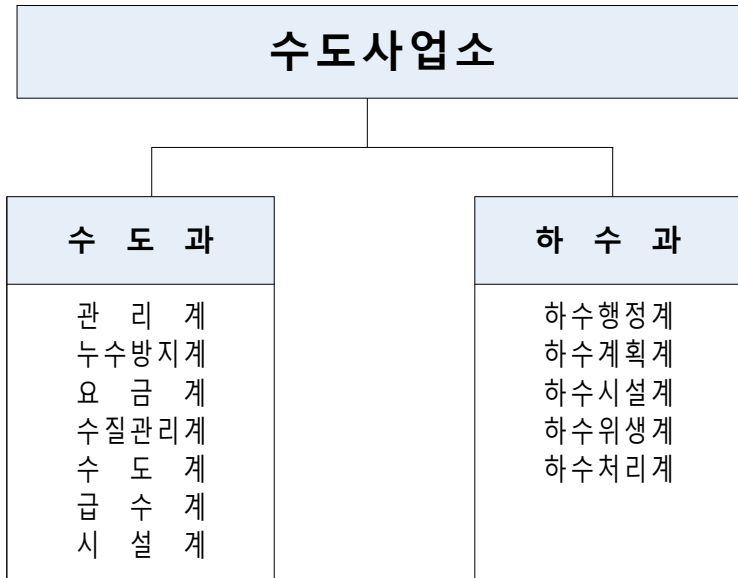 수도사업소
수 도 과
관 리 계
누수방지계
요 금 계
수질관리계
수 도 계
급 수 계
시 설 계
하 수 과
하수행정계
하수계획계
하수시설계
하수위생계
하수처리계